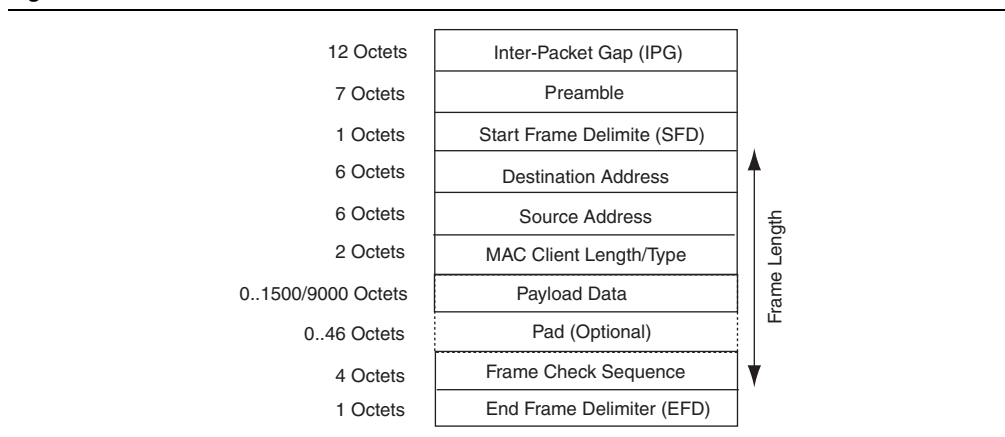 12 Octets Inter-Packet Gap (IPG)
7 Octets Preamble
1 Octets Start Frame Delimite (SFD)
6 Octets Destination Address
6 Octets Source Address
2 Octets MAC Client Length/Type
0..1500/9000 Octets Payload Data
0..46 Octets Pad (Optional)
4 Octets Frame Check Sequence
1 Octets End Frame Delimiter (EFD)
Frame Length